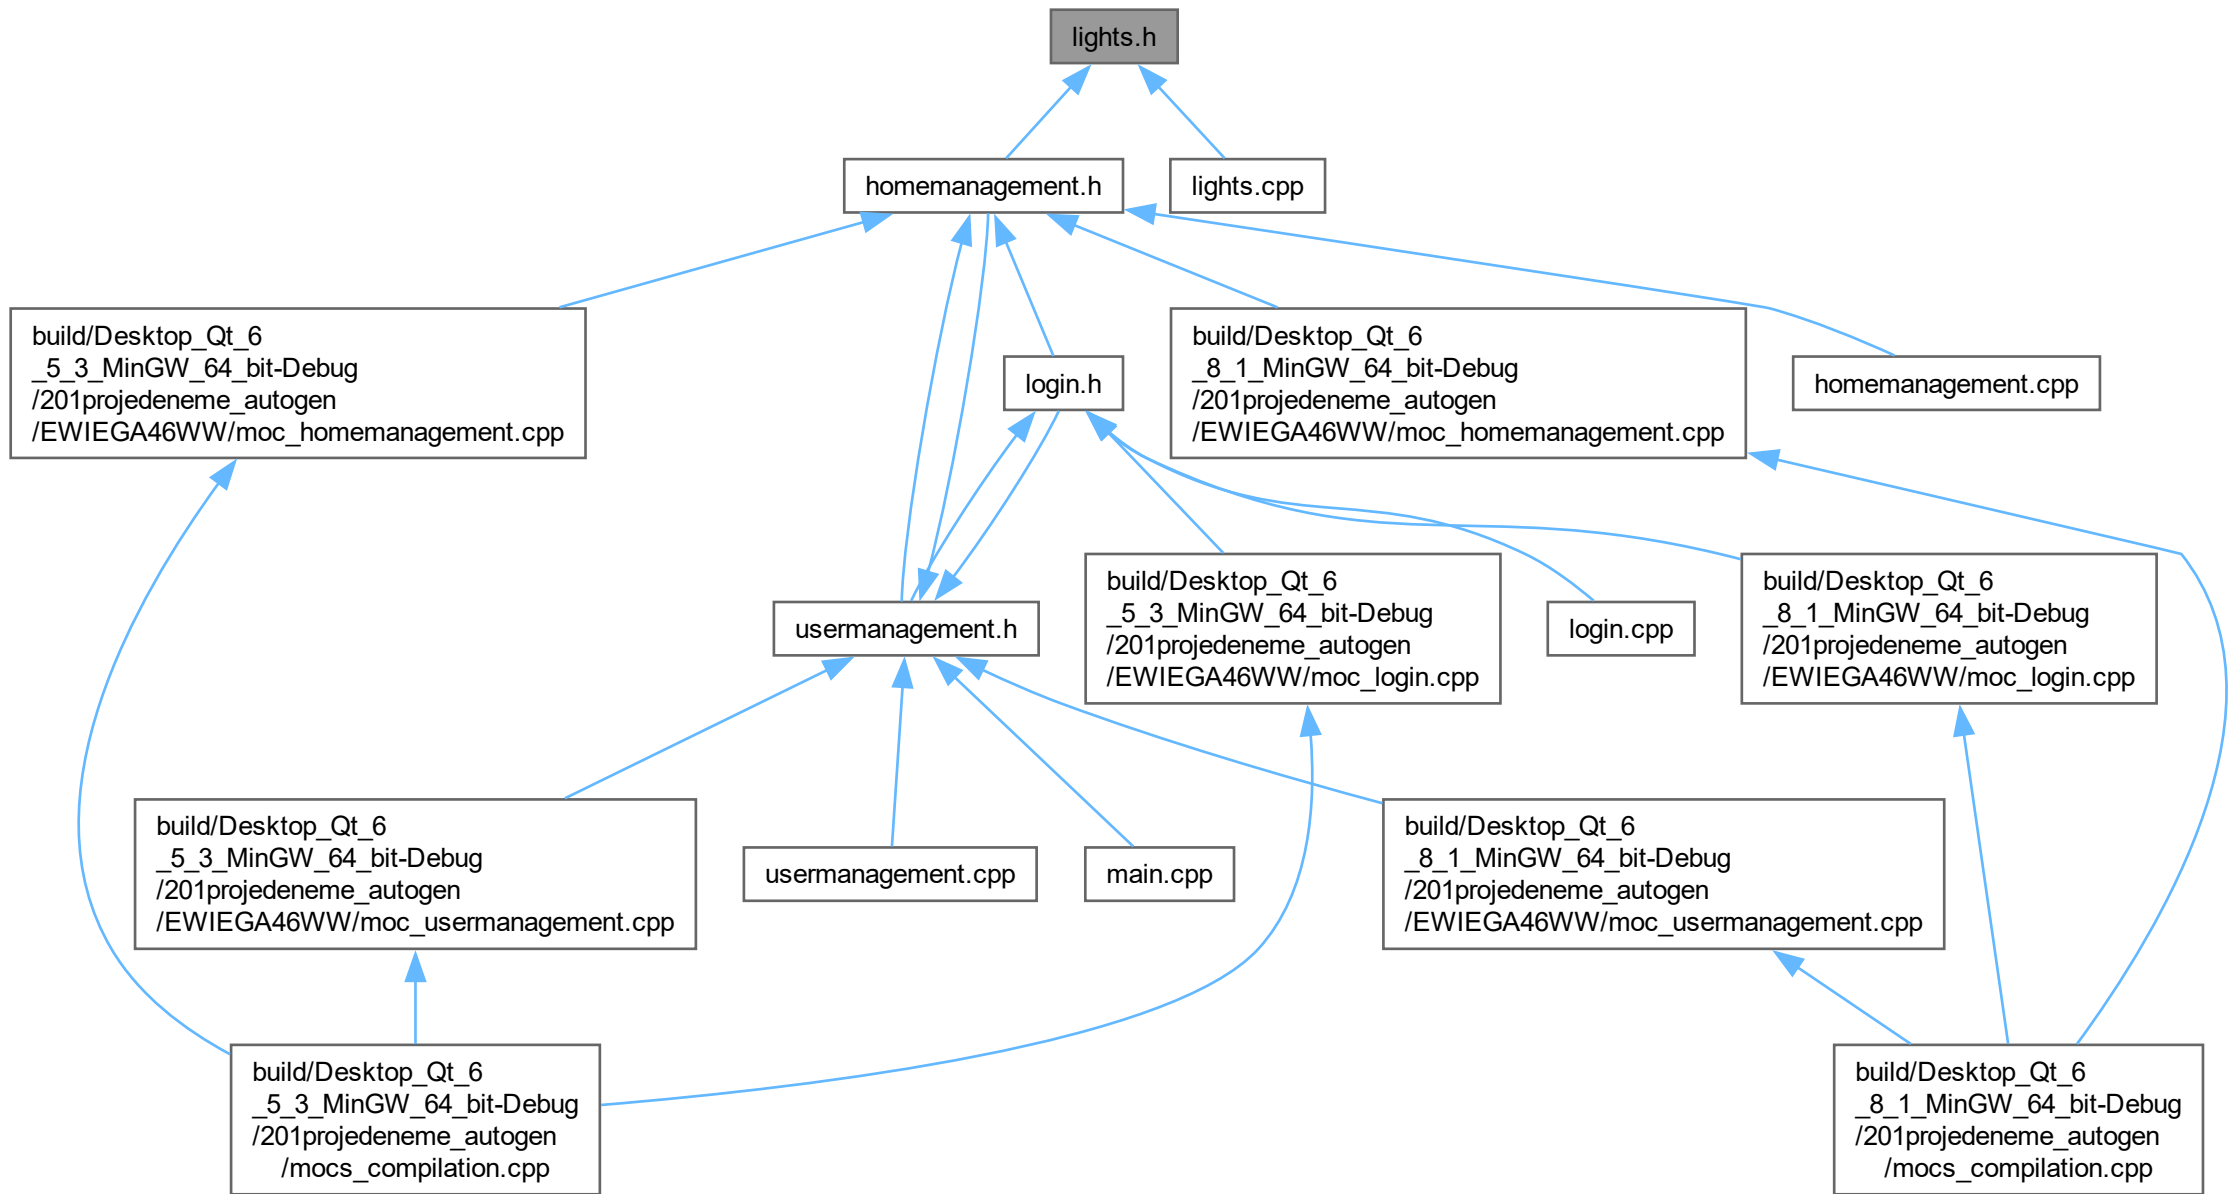 lights.h
homemanagement.h
lights.cpp
build/Desktop_Qt_6
_5_3_MinGW_64_bit-Debug
/201projedeneme_autogen
/EWIEGA46WW/moc_homemanagement.cpp
login.h
build/Desktop_Qt_6
_8_1_MinGW_64_bit-Debug
/201projedeneme_autogen
/EWIEGA46WW/moc_homemanagement.cpp
homemanagement.cpp
usermanagement.h
build/Desktop_Qt_6
_5_3_MinGW_64_bit-Debug
/201projedeneme_autogen
/EWIEGA46WW/moc_login.cpp
login.cpp
build/Desktop_Qt_6
_8_1_MinGW_64_bit-Debug
/201projedeneme_autogen
/EWIEGA46WW/moc_login.cpp
build/Desktop_Qt_6
_5_3_MinGW_64_bit-Debug
/201projedeneme_autogen
/EWIEGA46WW/moc_usermanagement.cpp
usermanagement.cpp
main.cpp
build/Desktop_Qt_6
_8_1_MinGW_64_bit-Debug
/201projedeneme_autogen
/EWIEGA46WW/moc_usermanagement.cpp
build/Desktop_Qt_6
_5_3_MinGW_64_bit-Debug
/201projedeneme_autogen
/mocs_compilation.cpp
build/Desktop_Qt_6
_8_1_MinGW_64_bit-Debug
/201projedeneme_autogen
/mocs_compilation.cpp